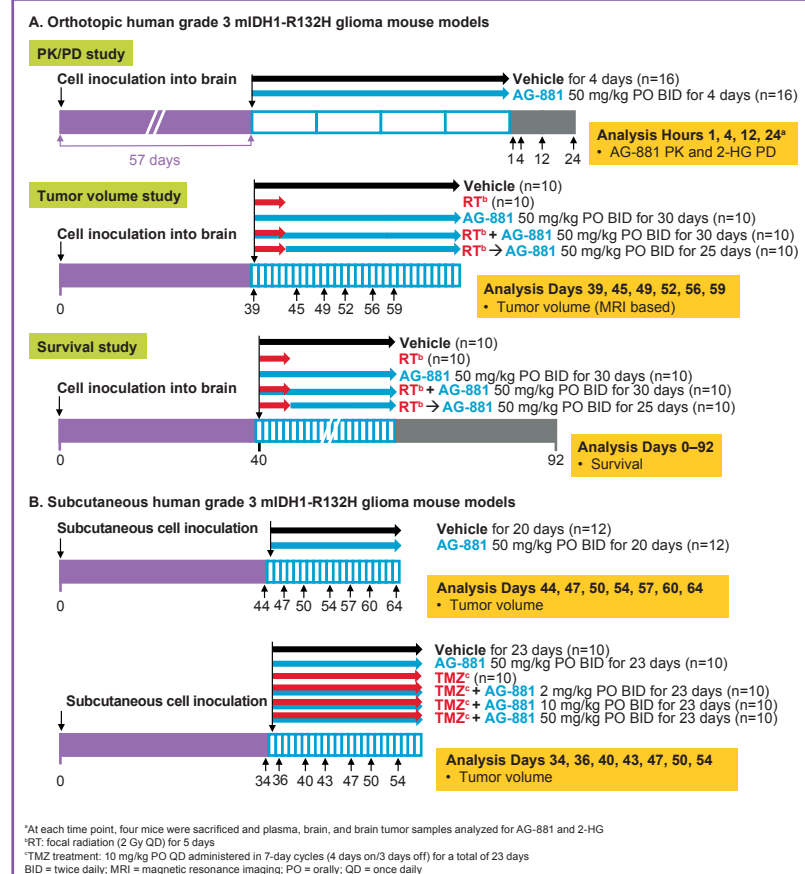 A. Orthotopic human grade 3 mIDH1-R132H glioma mouse models
PK/PD study
Cell inoculation into brain
Vehicle for 4 days (n=16)
AG-881 50 mg/kg PO BID for 4 days (n=16)
57 days
1 4 12 24
Analysis Hours 1, 4, 12, 24ᵃ
• AG-881 PK and 2-HG PD
Tumor volume study
Cell inoculation into brain
Vehicle (n=10)
RTᵇ (n=10)
AG-881 50 mg/kg PO BID for 30 days (n=10)
RTᵇ + AG-881 50 mg/kg PO BID for 30 days (n=10)
RTᵇ → AG-881 50 mg/kg PO BID for 25 days (n=10)
0 39 45 49 52 56 59
Analysis Days 39, 45, 49, 52, 56, 59
• Tumor volume (MRI based)
Survival study
Cell inoculation into brain
Vehicle (n=10)
RTᵇ (n=10)
AG-881 50 mg/kg PO BID for 30 days (n=10)
RTᵇ + AG-881 50 mg/kg PO BID for 30 days (n=10)
RTᵇ → AG-881 50 mg/kg PO BID for 25 days (n=10)
0 40 92
Analysis Days 0–92
• Survival
B. Subcutaneous human grade 3 mIDH1-R132H glioma mouse models
Subcutaneous cell inoculation
Vehicle for 20 days (n=12)
AG-881 50 mg/kg PO BID for 20 days (n=12)
0 44 47 50 54 57 60 64
Analysis Days 44, 47, 50, 54, 57, 60, 64
• Tumor volume
Subcutaneous cell inoculation
Vehicle for 23 days (n=10)
AG-881 50 mg/kg PO BID for 23 days (n=10)
TMZᶜ (n=10)
TMZᶜ + AG-881 2 mg/kg PO BID for 23 days (n=10)
TMZᶜ + AG-881 10 mg/kg PO BID for 23 days (n=10)
TMZᶜ + AG-881 50 mg/kg PO BID for 23 days (n=10)
0 34 36 40 43 47 50 54
Analysis Days 34, 36, 40, 43, 47, 50, 54
• Tumor volume
ᵃAt each time point, four mice were sacrificed and plasma, brain, and brain tumor samples analyzed for AG-881 and 2-HG
ᵇRT: focal radiation (2 Gy QD) for 5 days
ᶜTMZ treatment: 10 mg/kg PO QD administered in 7-day cycles (4 days on/3 days off) for a total of 23 days
BID = twice daily; MRI = magnetic resonance imaging; PO = orally; QD = once daily